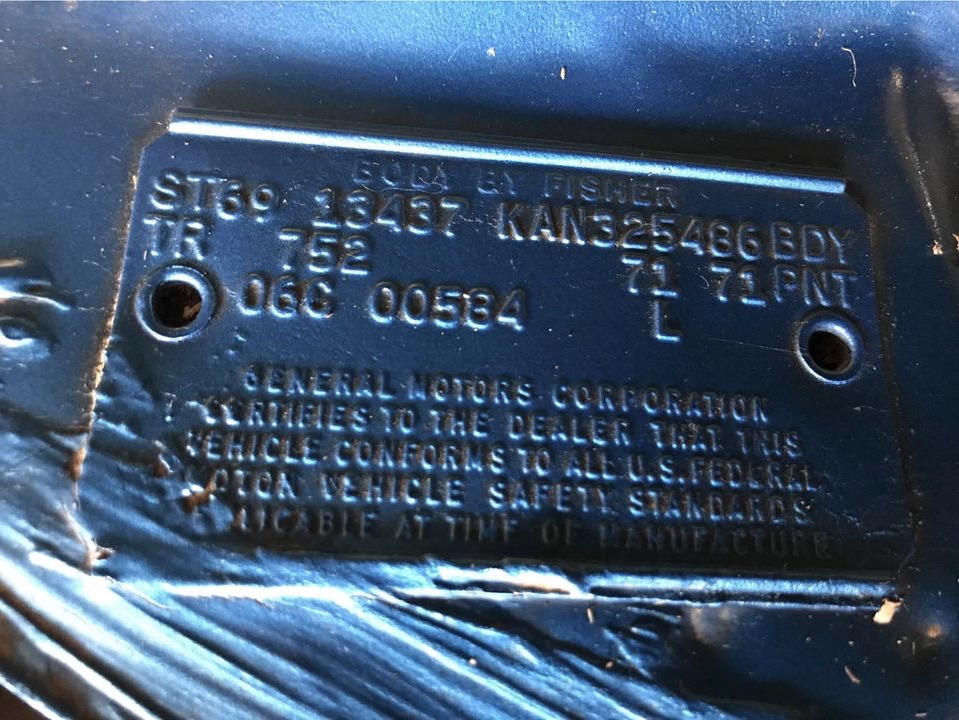 BODY BY FISHER
ST69 13437 KAN325486 BDY
TR 752 71 71 PNT
06C 00584 L
GENERAL MOTORS CORPORATION
CERTIFIES TO THE DEALER THAT THIS
VEHICLE CONFORMS TO ALL U.S. FEDERAL
MOTOR VEHICLE SAFETY STANDARDS
APPLICABLE AT TIME OF MANUFACTURE